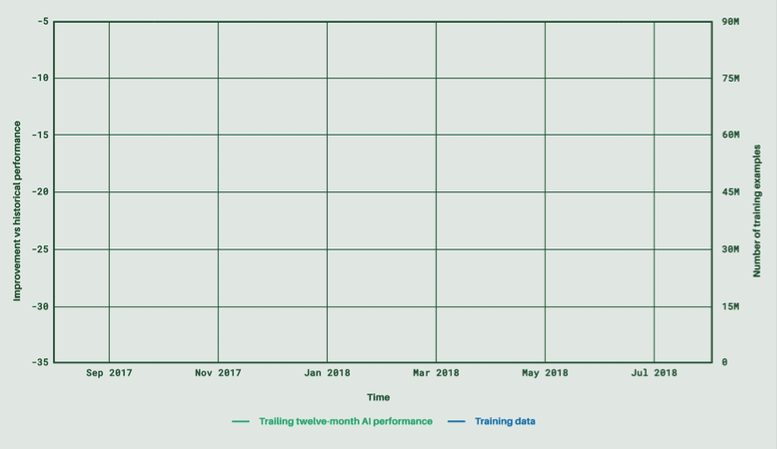 -5
-10
-15
-20
-25
-30
-35
Improvement vs historical performance
90M
75M
60M
45M
30M
15M
0
Number of training examples
Sep 2017 Nov 2017 Jan 2018 Mar 2018 May 2018 Jul 2018
Time
Trailing twelve-month AI performance Training data